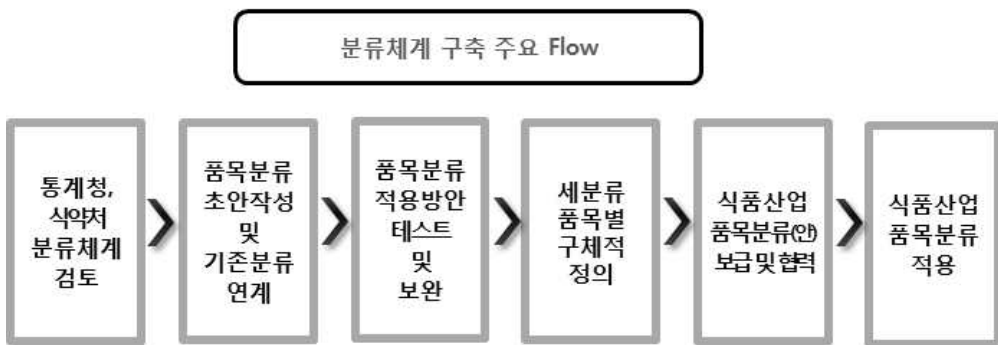 분류체계 구축 주요 Flow
통계청,
식약처
분류체계
검토
품목분류
초안작성
및
기존분류
연계
품목분류
적용방안
테스트
및
보완
세분류
품목별
구체적
정의
식품산업
품목분류(안)
보급 및 협력
식품산업
품목분류
적용